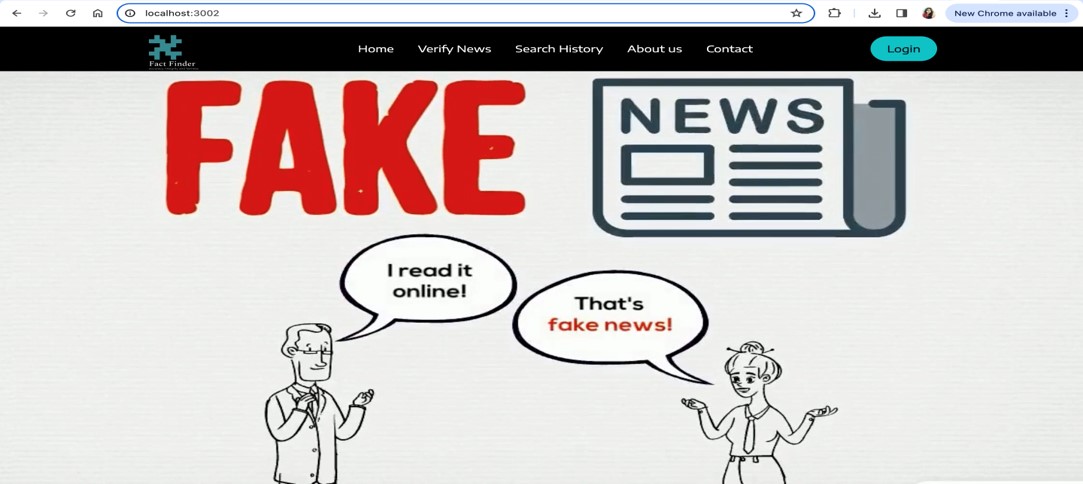 localhost:3002
New Chrome available
Fact Finder
Home
Verify News
Search History
About us
Contact
Login
FAKE
NEWS
I read it
online!
That's
fake news!